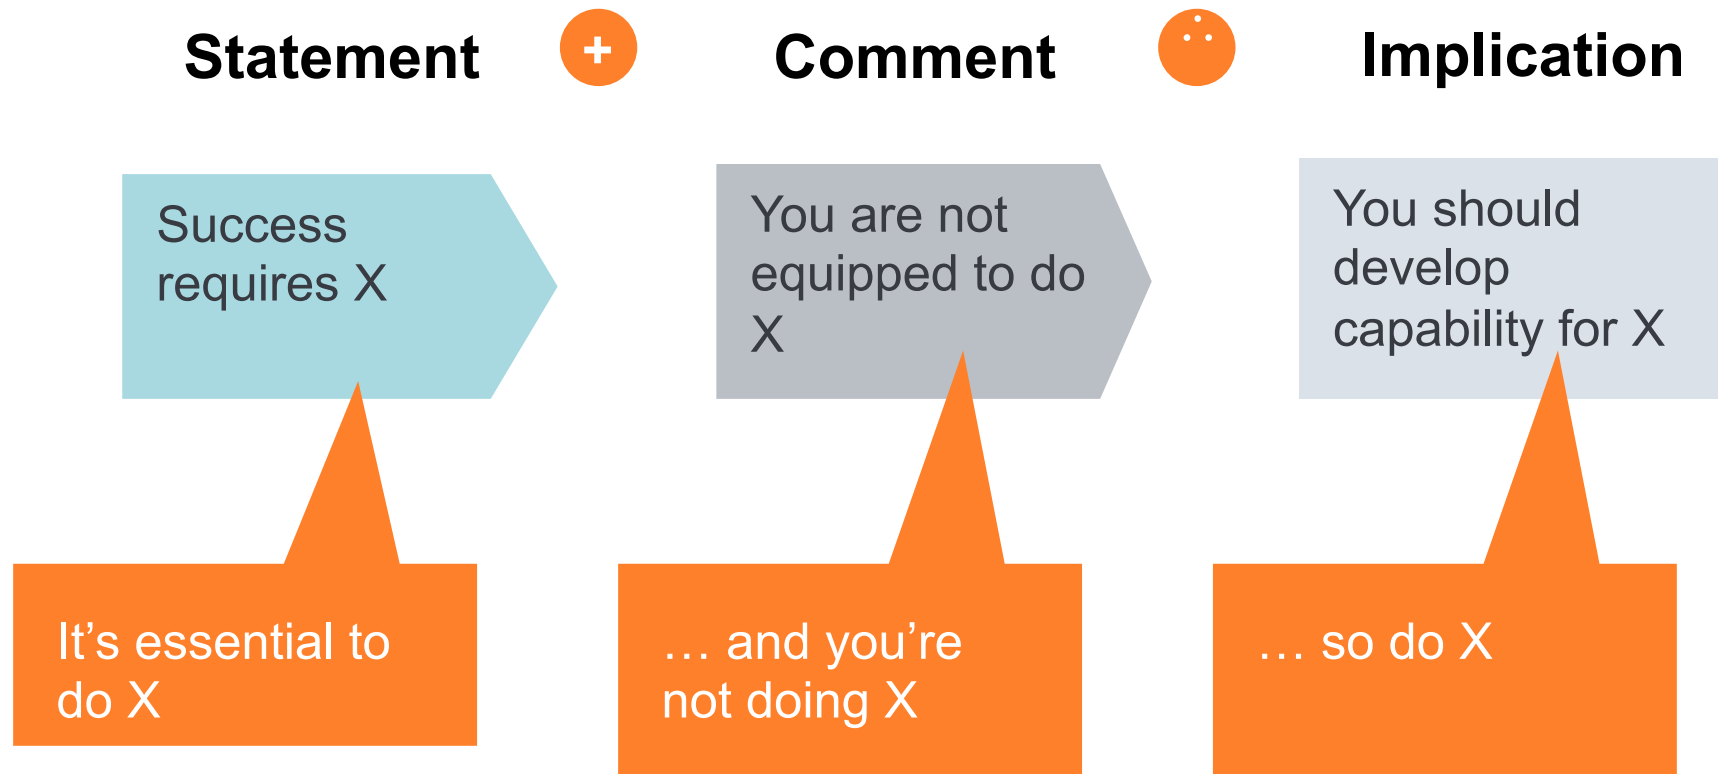 Statement + Comment ∴ Implication
Success
requires X
You are not
equipped to do
X
You should
develop
capability for X
It’s essential to
do X
… and you’re
not doing X
… so do X